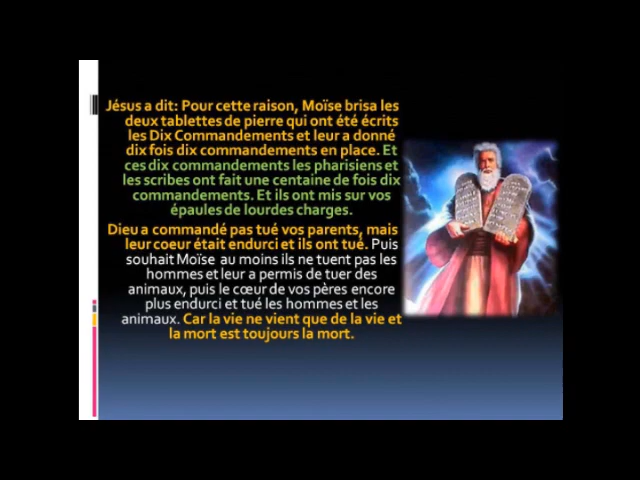 Jésus a dit: Pour cette raison, Moïse brisa les
deux tablettes de pierre qui ont été écrits
les Dix Commandements et leur a donné
dix fois dix commandements en place. Et
ces dix commandements les pharisiens et
les scribes ont fait une centaine de fois dix
commandements. Et ils ont mis sur vos
épaules de lourdes charges.
Dieu a commandé pas tué vos parents, mais
leur coeur était endurci et ils ont tué. Puis
souhait Moïse au moins ils ne tuent pas les
hommes et leur a permis de tuer des
animaux, puis le cœur de vos pères encore
plus endurci et tué les hommes et les
animaux. Car la vie ne vient que de la vie et
la mort est toujours la mort.